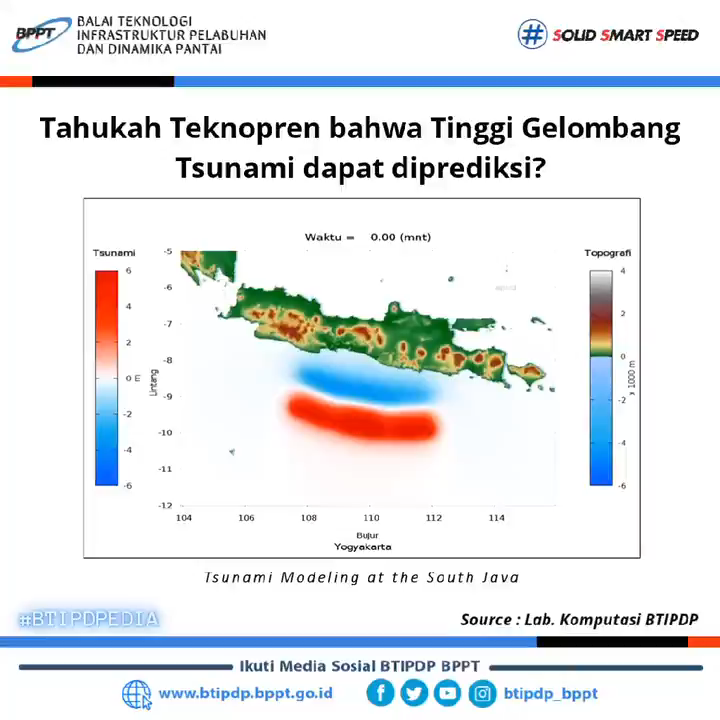 BPPT
BALAI TEKNOLOGI
INFRASTRUKTUR PELABUHAN
DAN DINAMIKA PANTAI
# SOLID SMART SPEED
Tahukah Teknopren bahwa Tinggi Gelombang
Tsunami dapat diprediksi?
Waktu = 0.00 (mnt)
Tsunami
6
4
2
0 E
-2
-4
-6
Lintang
-5
-6
-7
-8
-9
-10
-11
-12
104 106 108 110 112 114
Bujur
Yogyakarta
Topografi
4
2
0
-2
-4
-6
x 1000 m
Tsunami Modeling at the South Java
#BTIPDPEDIA
Source : Lab. Komputasi BTIPDP
Ikuti Media Sosial BTIPDP BPPT
www.btipdp.bppt.go.id
btipdp_bppt